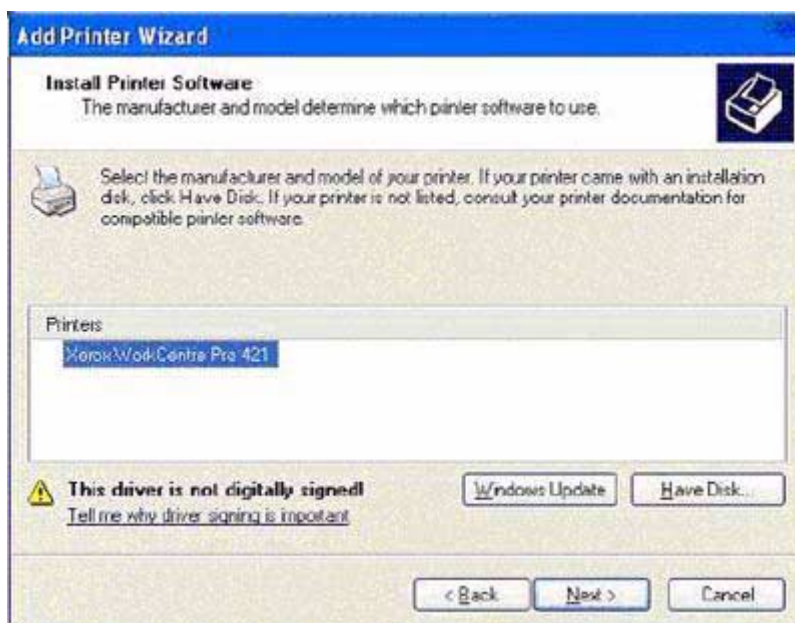 Add Printer Wizard
Install Printer Software
The manufacturer and model determine which printer software to use.
Select the manufacturer and model of your printer. If your printer came with an installation
disk, click Have Disk. If your printer is not listed, consult your printer documentation for
compatible printer software.
Printers
Xerox WorkCentre Pro 421
This driver is not digitally signed!
Windows Update
Have Disk...
Tell me why driver signing is important
< Back
Next >
Cancel